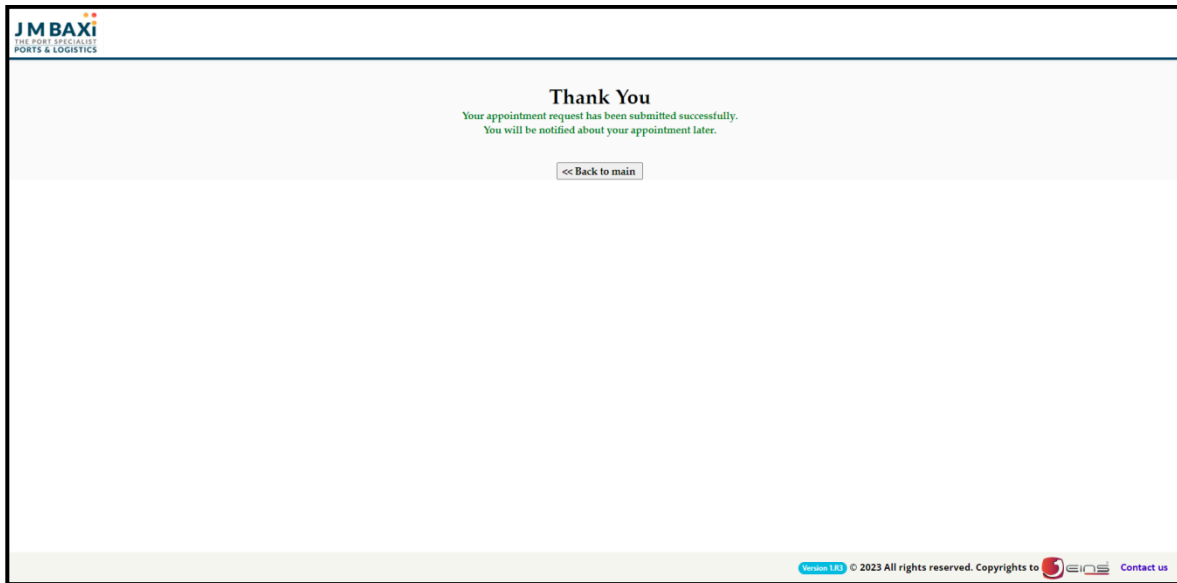 J M BAXi
THE PORT SPECIALIST
PORTS & LOGISTICS
Thank You
Your appointment request has been submitted successfully.
You will be notified about your appointment later.
<< Back to main
Version 1.R3 © 2023 All rights reserved. Copyrights to eins Contact us